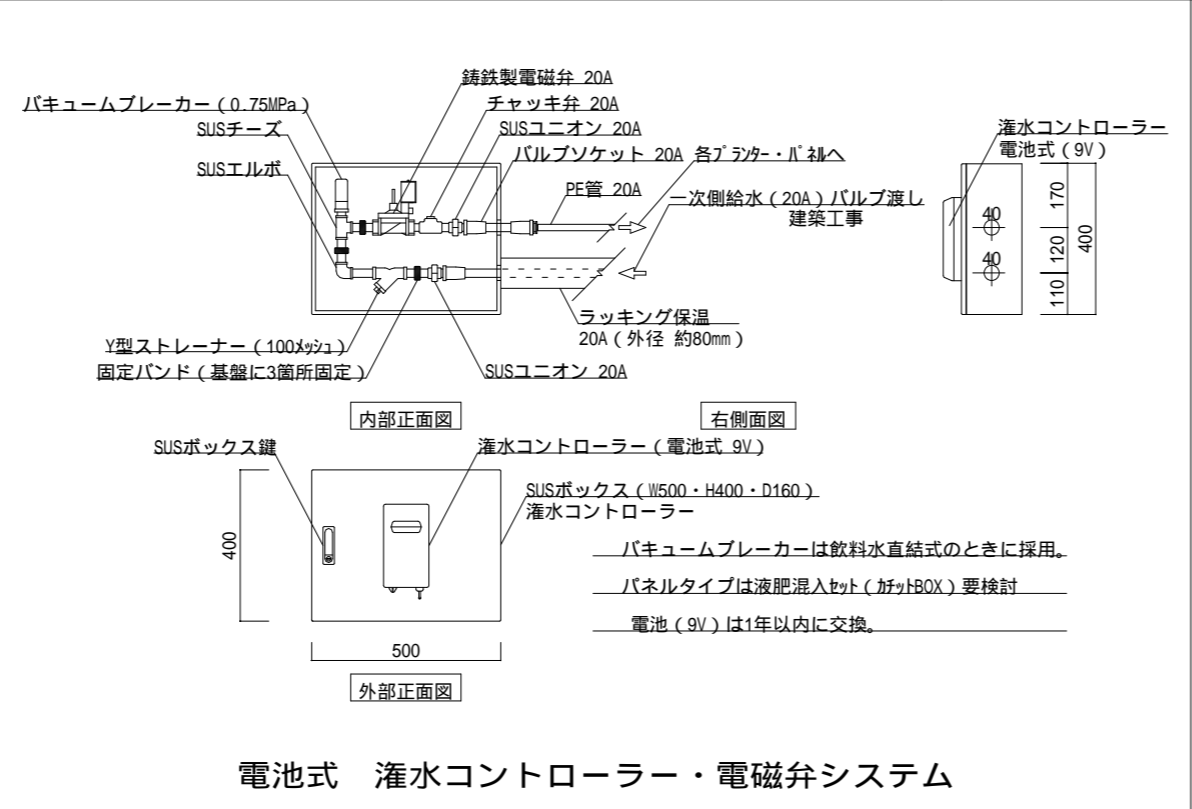 鋳鉄製電磁弁 20A
バキュームブレーカー(0.75MPa)
チャッキ弁 20A
SUSチーズ
SUSユニオン 20A
潅水コントローラー
電池式(9V)
バルブソケット 20A
各プランター・パネルへ
SUSエルボ
PE管 20A
一次側給水(20A)バルブ渡し
建築工事
170
40
120
400
40
110
ラッキング保温
20A(外径 約80mm)
Y型ストレーナー(100メッシュ)
固定バンド(基盤に3箇所固定)
SUSユニオン 20A
内部正面図
右側面図
SUSボックス鍵
潅水コントローラー(電池式 9V)
SUSボックス(W500・H400・D160)
潅水コントローラー
400
バキュームブレーカーは飲料水直結式のときに採用。
パネルタイプは液肥混入セット(カチットBOX)要検討
電池(9V)は1年以内に交換。
500
外部正面図
電池式 潅水コントローラー・電磁弁システム